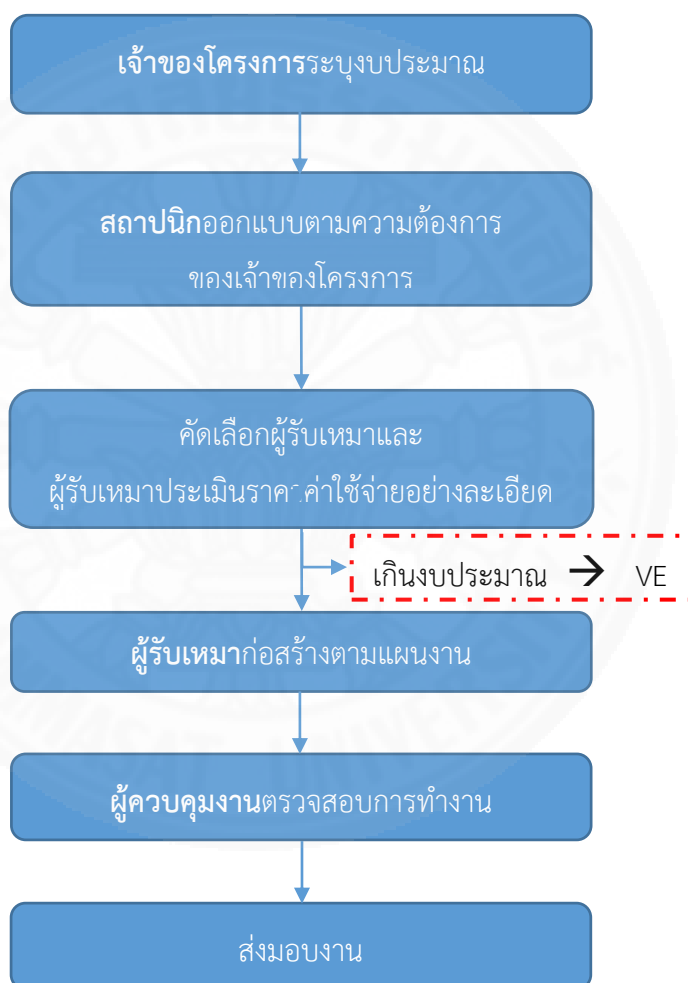 เจ้าของโครงการระบุงบประมาณ
สถาปนิกออกแบบตามความต้องการ
ของเจ้าของโครงการ
คัดเลือกผู้รับเหมาและ
ผู้รับเหมาประเมินราคาค่าใช้จ่ายอย่างละเอียด
เกินงบประมาณ → VE
ผู้รับเหมาก่อสร้างตามแผนงาน
ผู้ควบคุมงานตรวจสอบการทำงาน
ส่งมอบงาน